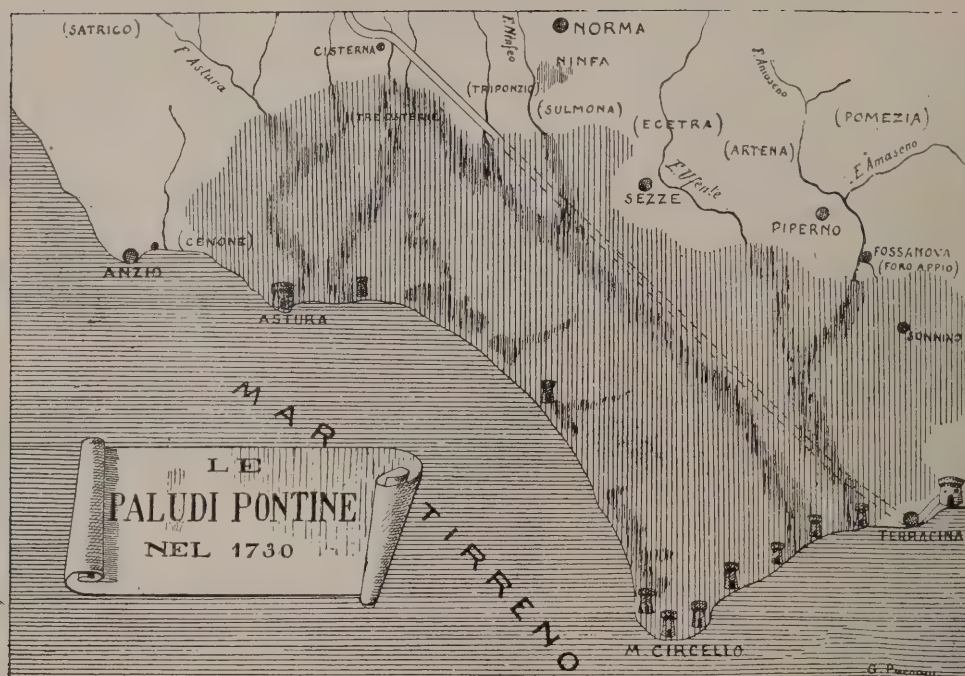 (SATRICO)
F. Astura
CISTERNA
F. Ninfeo
NORMA
NINFA
(TRIPONZIO)
(SULMONA)
(TRE OSTERIE)
(ECETRA)
(ARTENA)
F. Amaseno
(POMEZIA)
F. Amaseno
F. Ufente
SEZZE
PIPERNO
FOSSANOVA
(FORO APPIO)
SONNINO
(CENONE)
ANZIO
ASTURA
MAR
TIRRENO
LE
PALUDI PONTINE
NEL 1730
TERRACINA
M. CIRCELLO